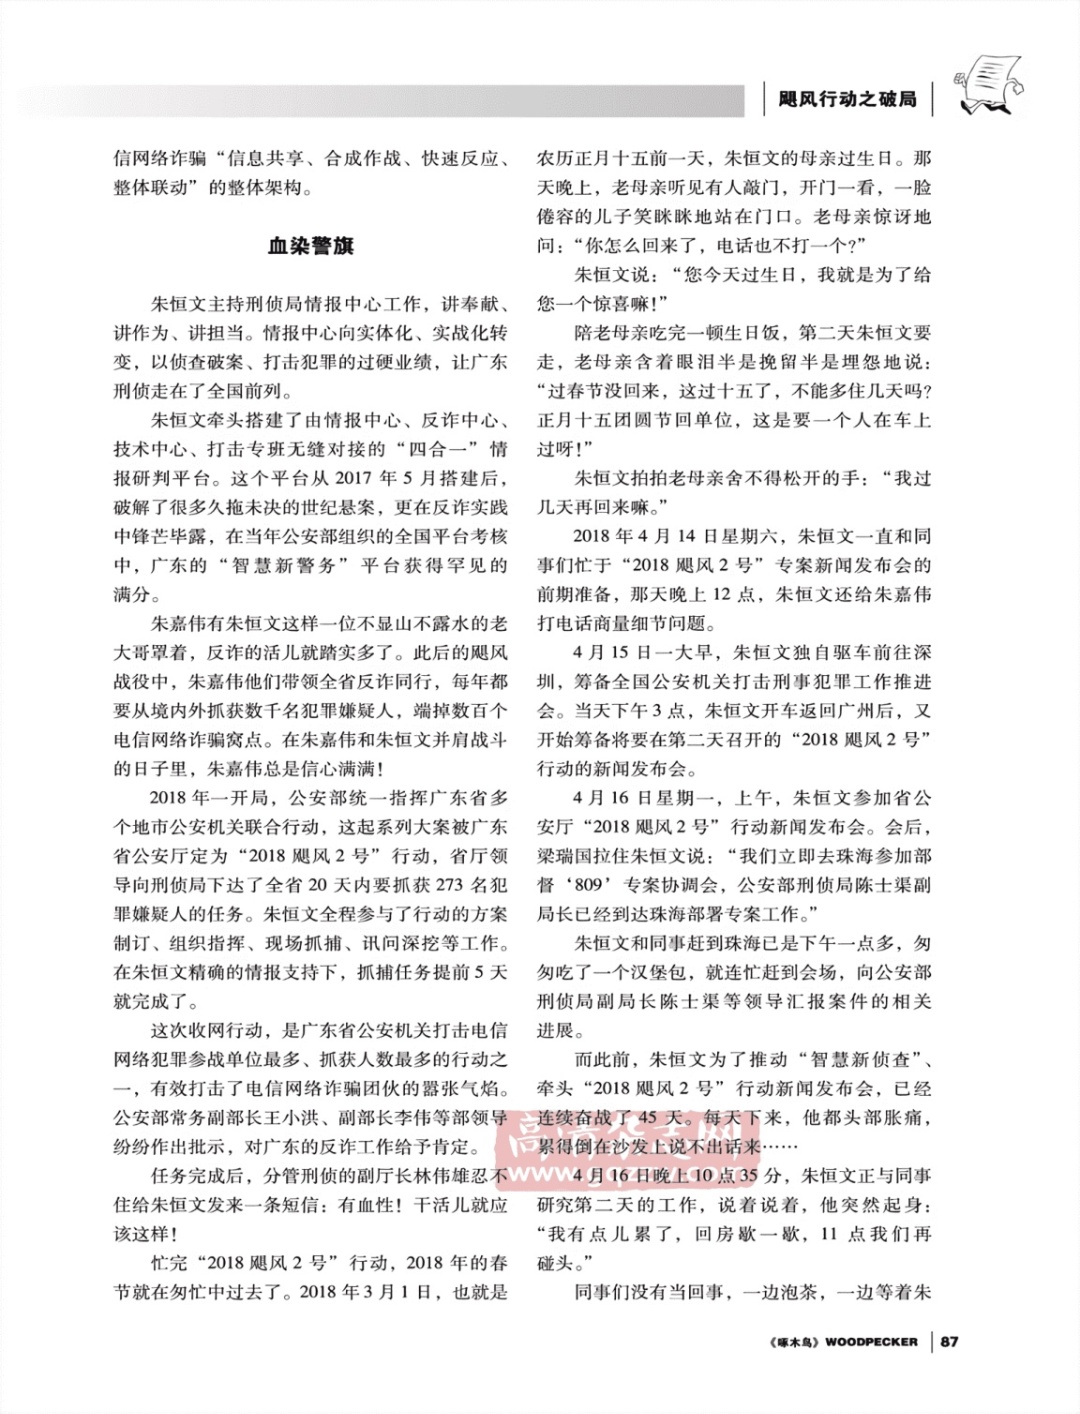 飓风行动之破局
信网络诈骗“信息共享、合成作战、快速反应、
整体联动”的整体架构。
血染警旗
朱恒文主持刑侦局情报中心工作，讲奉献、
讲作为、讲担当。情报中心向实体化、实战化转
变，以侦查破案、打击犯罪的过硬业绩，让广东
刑侦走在了全国前列。
朱恒文牵头搭建了由情报中心、反诈中心、
技术中心、打击专班无缝对接的“四合一”情
报研判平台。这个平台从 2017 年 5 月搭建后，
破解了很多久拖未决的世纪悬案，更在反诈实践
中锋芒毕露，在当年公安部组织的全国平台考核
中，广东的“智慧新警务”平台获得罕见的
满分。
朱嘉伟有朱恒文这样一位不显山不露水的老
大哥罩着，反诈的活儿就踏实多了。此后的飓风
战役中，朱嘉伟他们带领全省反诈同行，每年都
要从境内外抓获数千名犯罪嫌疑人，端掉数百个
电信网络诈骗窝点。在朱嘉伟和朱恒文并肩战斗
的日子里，朱嘉伟总是信心满满！
2018 年一开局，公安部统一指挥广东省多
个地市公安机关联合行动，这起系列大案被广东
省公安厅定为“2018 飓风 2 号”行动，省厅领
导向刑侦局下达了全省 20 天内要抓获 273 名犯
罪嫌疑人的任务。朱恒文全程参与了行动的方案
制订、组织指挥、现场抓捕、讯问深挖等工作。
在朱恒文精确的情报支持下，抓捕任务提前 5 天
就完成了。
这次收网行动，是广东省公安机关打击电信
网络犯罪参战单位最多、抓获人数最多的行动之
一，有效打击了电信网络诈骗团伙的嚣张气焰。
公安部常务副部长王小洪、副部长李伟等部领导
纷纷作出批示，对广东的反诈工作给予肯定。
任务完成后，分管刑侦的副厅长林伟雄忍不
住给朱恒文发来一条短信：有血性！干活儿就应
该这样！
忙完“2018 飓风 2 号”行动，2018 年的春
节就在匆忙中过去了。2018 年 3 月 1 日，也就是
农历正月十五前一天，朱恒文的母亲过生日。那
天晚上，老母亲听见有人敲门，开门一看，一脸
倦容的儿子笑眯眯地站在门口。老母亲惊讶地
问：“你怎么回来了，电话也不打一个?”
朱恒文说：“您今天过生日，我就是为了给
您一个惊喜嘛!”
陪老母亲吃完一顿生日饭，第二天朱恒文要
走，老母亲含着眼泪半是挽留半是埋怨地说：
“过春节没回来，这过十五了，不能多住几天吗?
正月十五团圆节回单位，这是要一个人在车上
过呀!”
朱恒文拍拍老母亲舍不得松开的手：“我过
几天再回来嘛。”
2018 年 4 月 14 日星期六，朱恒文一直和同
事们忙于“2018 飓风 2 号”专案新闻发布会的
前期准备，那天晚上 12 点，朱恒文还给朱嘉伟
打电话商量细节问题。
4 月 15 日一大早，朱恒文独自驱车前往深
圳，筹备全国公安机关打击刑事犯罪工作推进
会。当天下午 3 点，朱恒文开车返回广州后，又
开始筹备将要在第二天召开的“2018 飓风 2 号”
行动的新闻发布会。
4 月 16 日星期一，上午，朱恒文参加省公
安厅“2018 飓风 2 号”行动新闻发布会。会后，
梁瑞国拉住朱恒文说：“我们立即去珠海参加部
督‘809’专案协调会，公安部刑侦局陈士渠副
局长已经到达珠海部署专案工作。”
朱恒文和同事赶到珠海已是下午一点多，匆
匆吃了一个汉堡包，就连忙赶到会场，向公安部
刑侦局副局长陈士渠等领导汇报案件的相关
进展。
而此前，朱恒文为了推动“智慧新侦查”、
牵头“2018 飓风 2 号”行动新闻发布会，已经
连续奋战了 45 天。每天下来，他都头部胀痛，
累得倒在沙发上说不出话来……
4 月 16 日晚上 10 点 35 分，朱恒文正与同事
研究第二天的工作，说着说着，他突然起身：
“我有点儿累了，回房歇一歇，11 点我们再
碰头。”
同事们没有当回事，一边泡茶，一边等着朱
高清杂志网
www.gqzzw.com
《啄木鸟》WOODPECKER 87